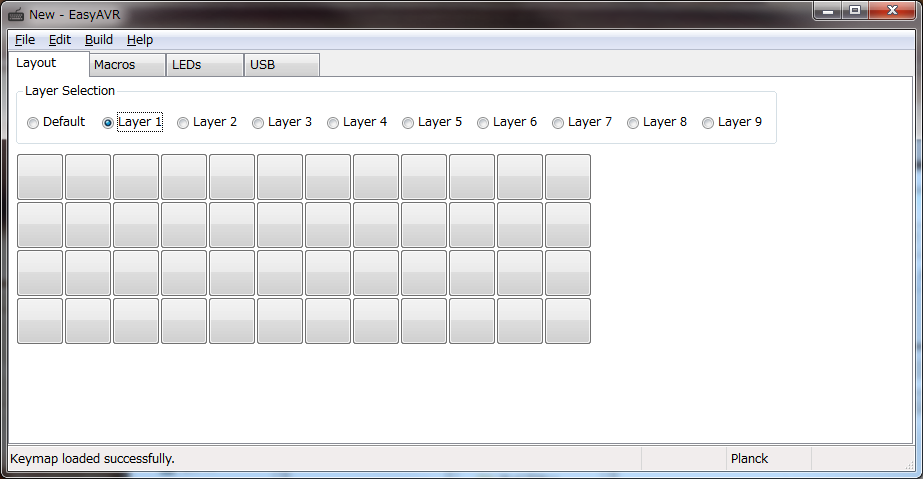 New - EasyAVR
File Edit Build Help
Layout Macros LEDs USB
Layer Selection
Default Layer 1 Layer 2 Layer 3 Layer 4 Layer 5 Layer 6 Layer 7 Layer 8 Layer 9
Keymap loaded successfully. Planck